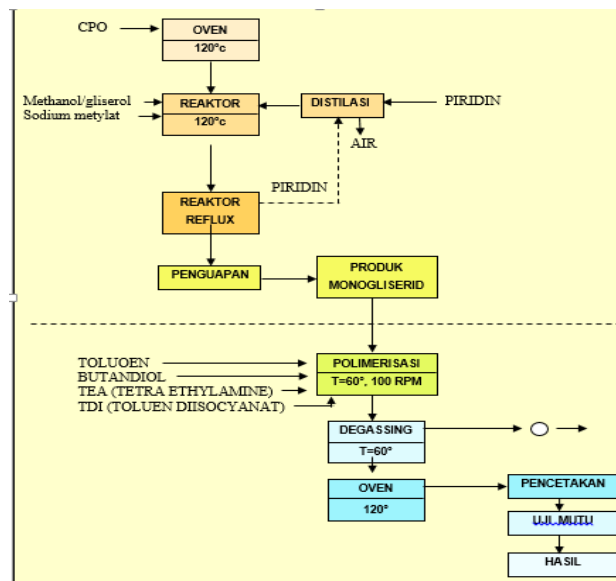 CPO
OVEN
120°c
Methanol/gliserol
Sodium metylat
REAKTOR
120°c
DISTILASI
PIRIDIN
AIR
PIRIDIN
REAKTOR
REFLUX
PENGUAPAN
PRODUK
MONOGLISERID
TOLUOEN
BUTANDIOL
TEA (TETRA ETHYLAMINE)
TDI (TOLUEN DIISOCYANAT)
POLIMERISASI
T=60°, 100 RPM
DEGASSING
T=60°
OVEN
120°
PENCETAKAN
UJI MUTU
HASIL